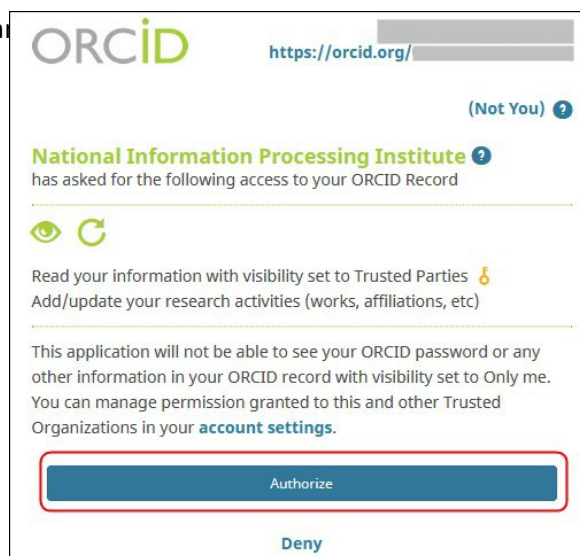 ar
ORCID
https://orcid.org/
(Not You) ?
National Information Processing Institute ?
has asked for the following access to your ORCID Record
Read your information with visibility set to Trusted Parties
Add/update your research activities (works, affiliations, etc)
This application will not be able to see your ORCID password or any
other information in your ORCID record with visibility set to Only me.
You can manage permission granted to this and other Trusted
Organizations in your account settings.
Authorize
Deny